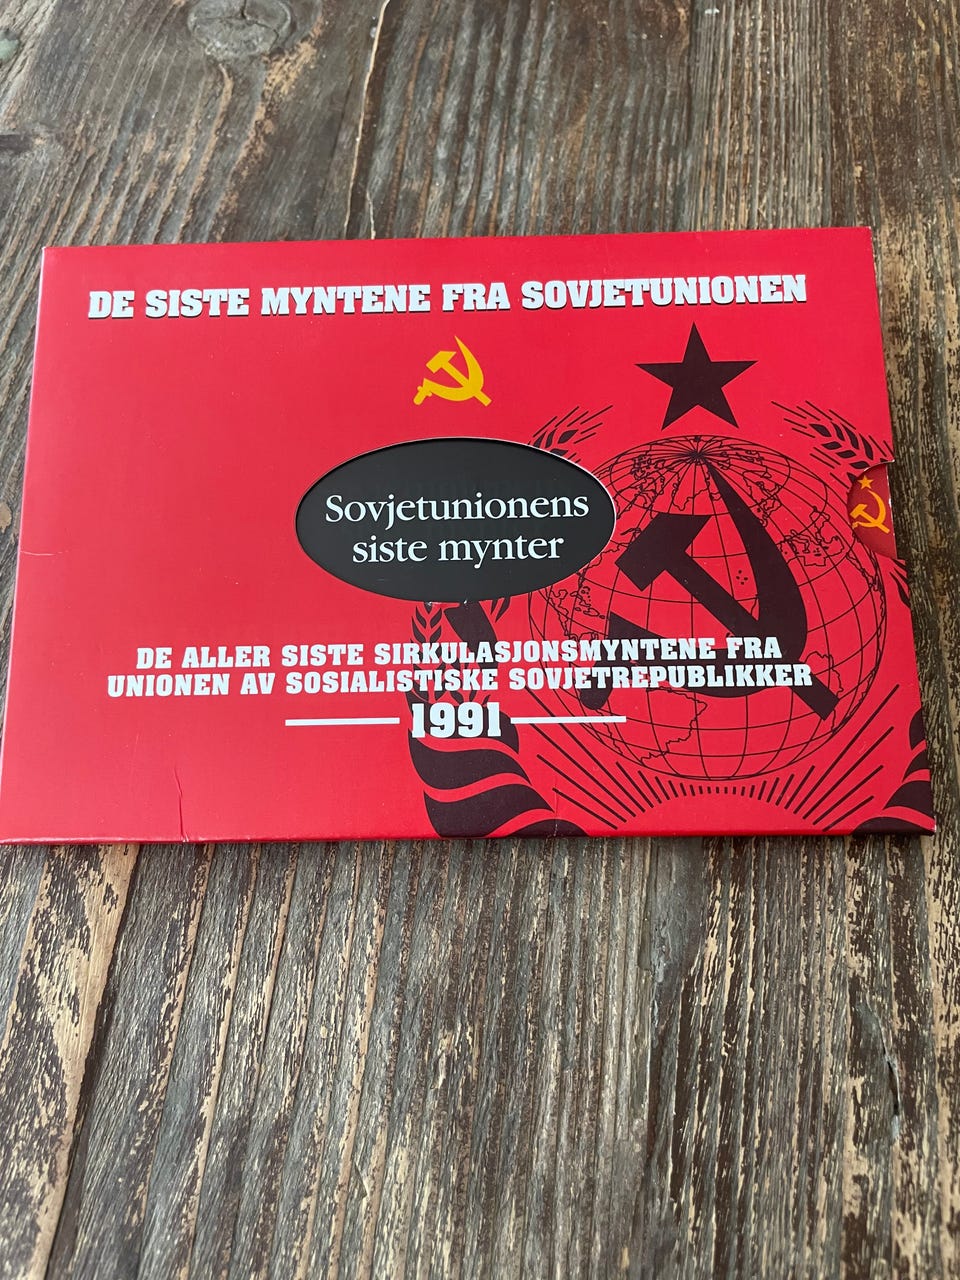 DE SISTE MYNTENE FRA SOVJETUNIONEN
Sovjetunionens
siste mynter
DE ALLER SISTE SIRKULASJONSMYNTENE FRA
UNIONEN AV SOSIALISTISKE SOVJETREPUBLIKKER
1991